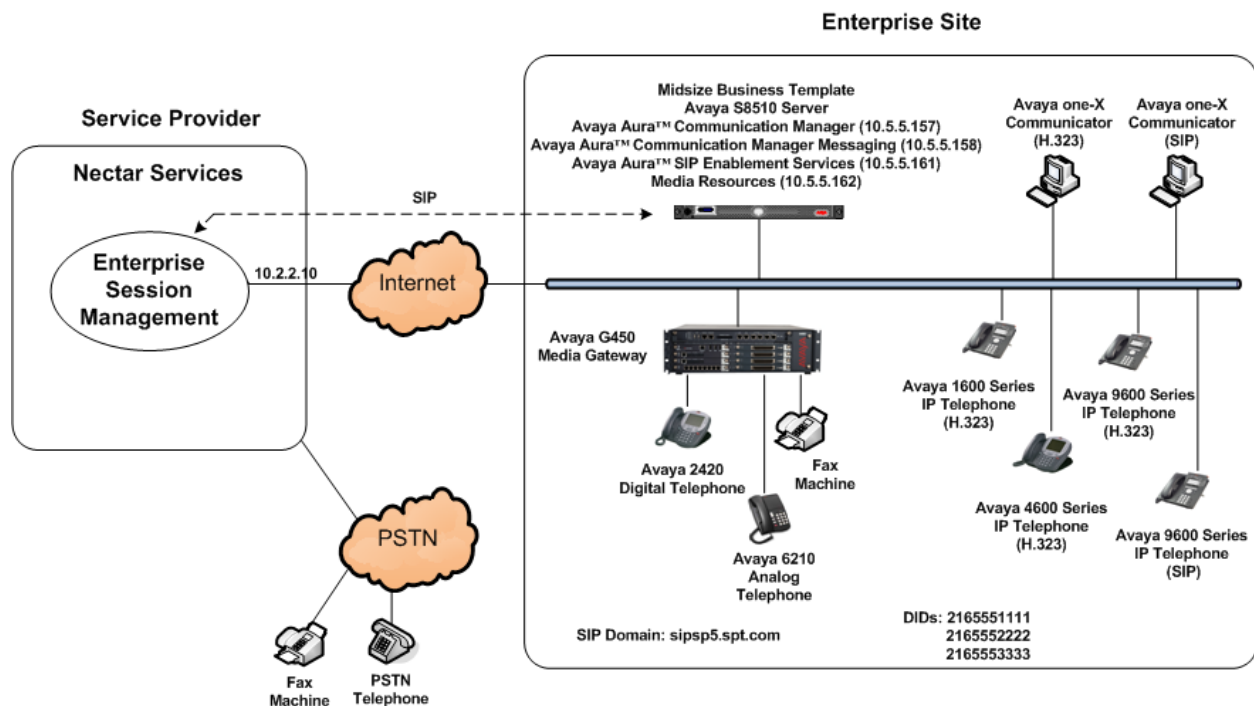 Enterprise Site
Service Provider
Nectar Services
Enterprise
Session
Management
10.2.2.10
SIP
Internet
Midsize Business Template
Avaya S8510 Server
Avaya Aura™ Communication Manager (10.5.5.157)
Avaya Aura™ Communication Manager Messaging (10.5.5.158)
Avaya Aura™ SIP Enablement Services (10.5.5.161)
Media Resources (10.5.5.162)
Avaya one-X
Communicator
(H.323)
Avaya one-X
Communicator
(SIP)
Avaya G450
Media Gateway
Avaya 2420
Digital Telephone
Avaya 6210
Analog
Telephone
Fax
Machine
Avaya 1600 Series
IP Telephone
(H.323)
Avaya 9600 Series
IP Telephone
(H.323)
Avaya 4600 Series
IP Telephone
(H.323)
Avaya 9600 Series
IP Telephone
(SIP)
PSTN
Fax
Machine
PSTN
Telephone
SIP Domain: sipsp5.spt.com
DIDs: 2165551111
2165552222
2165553333